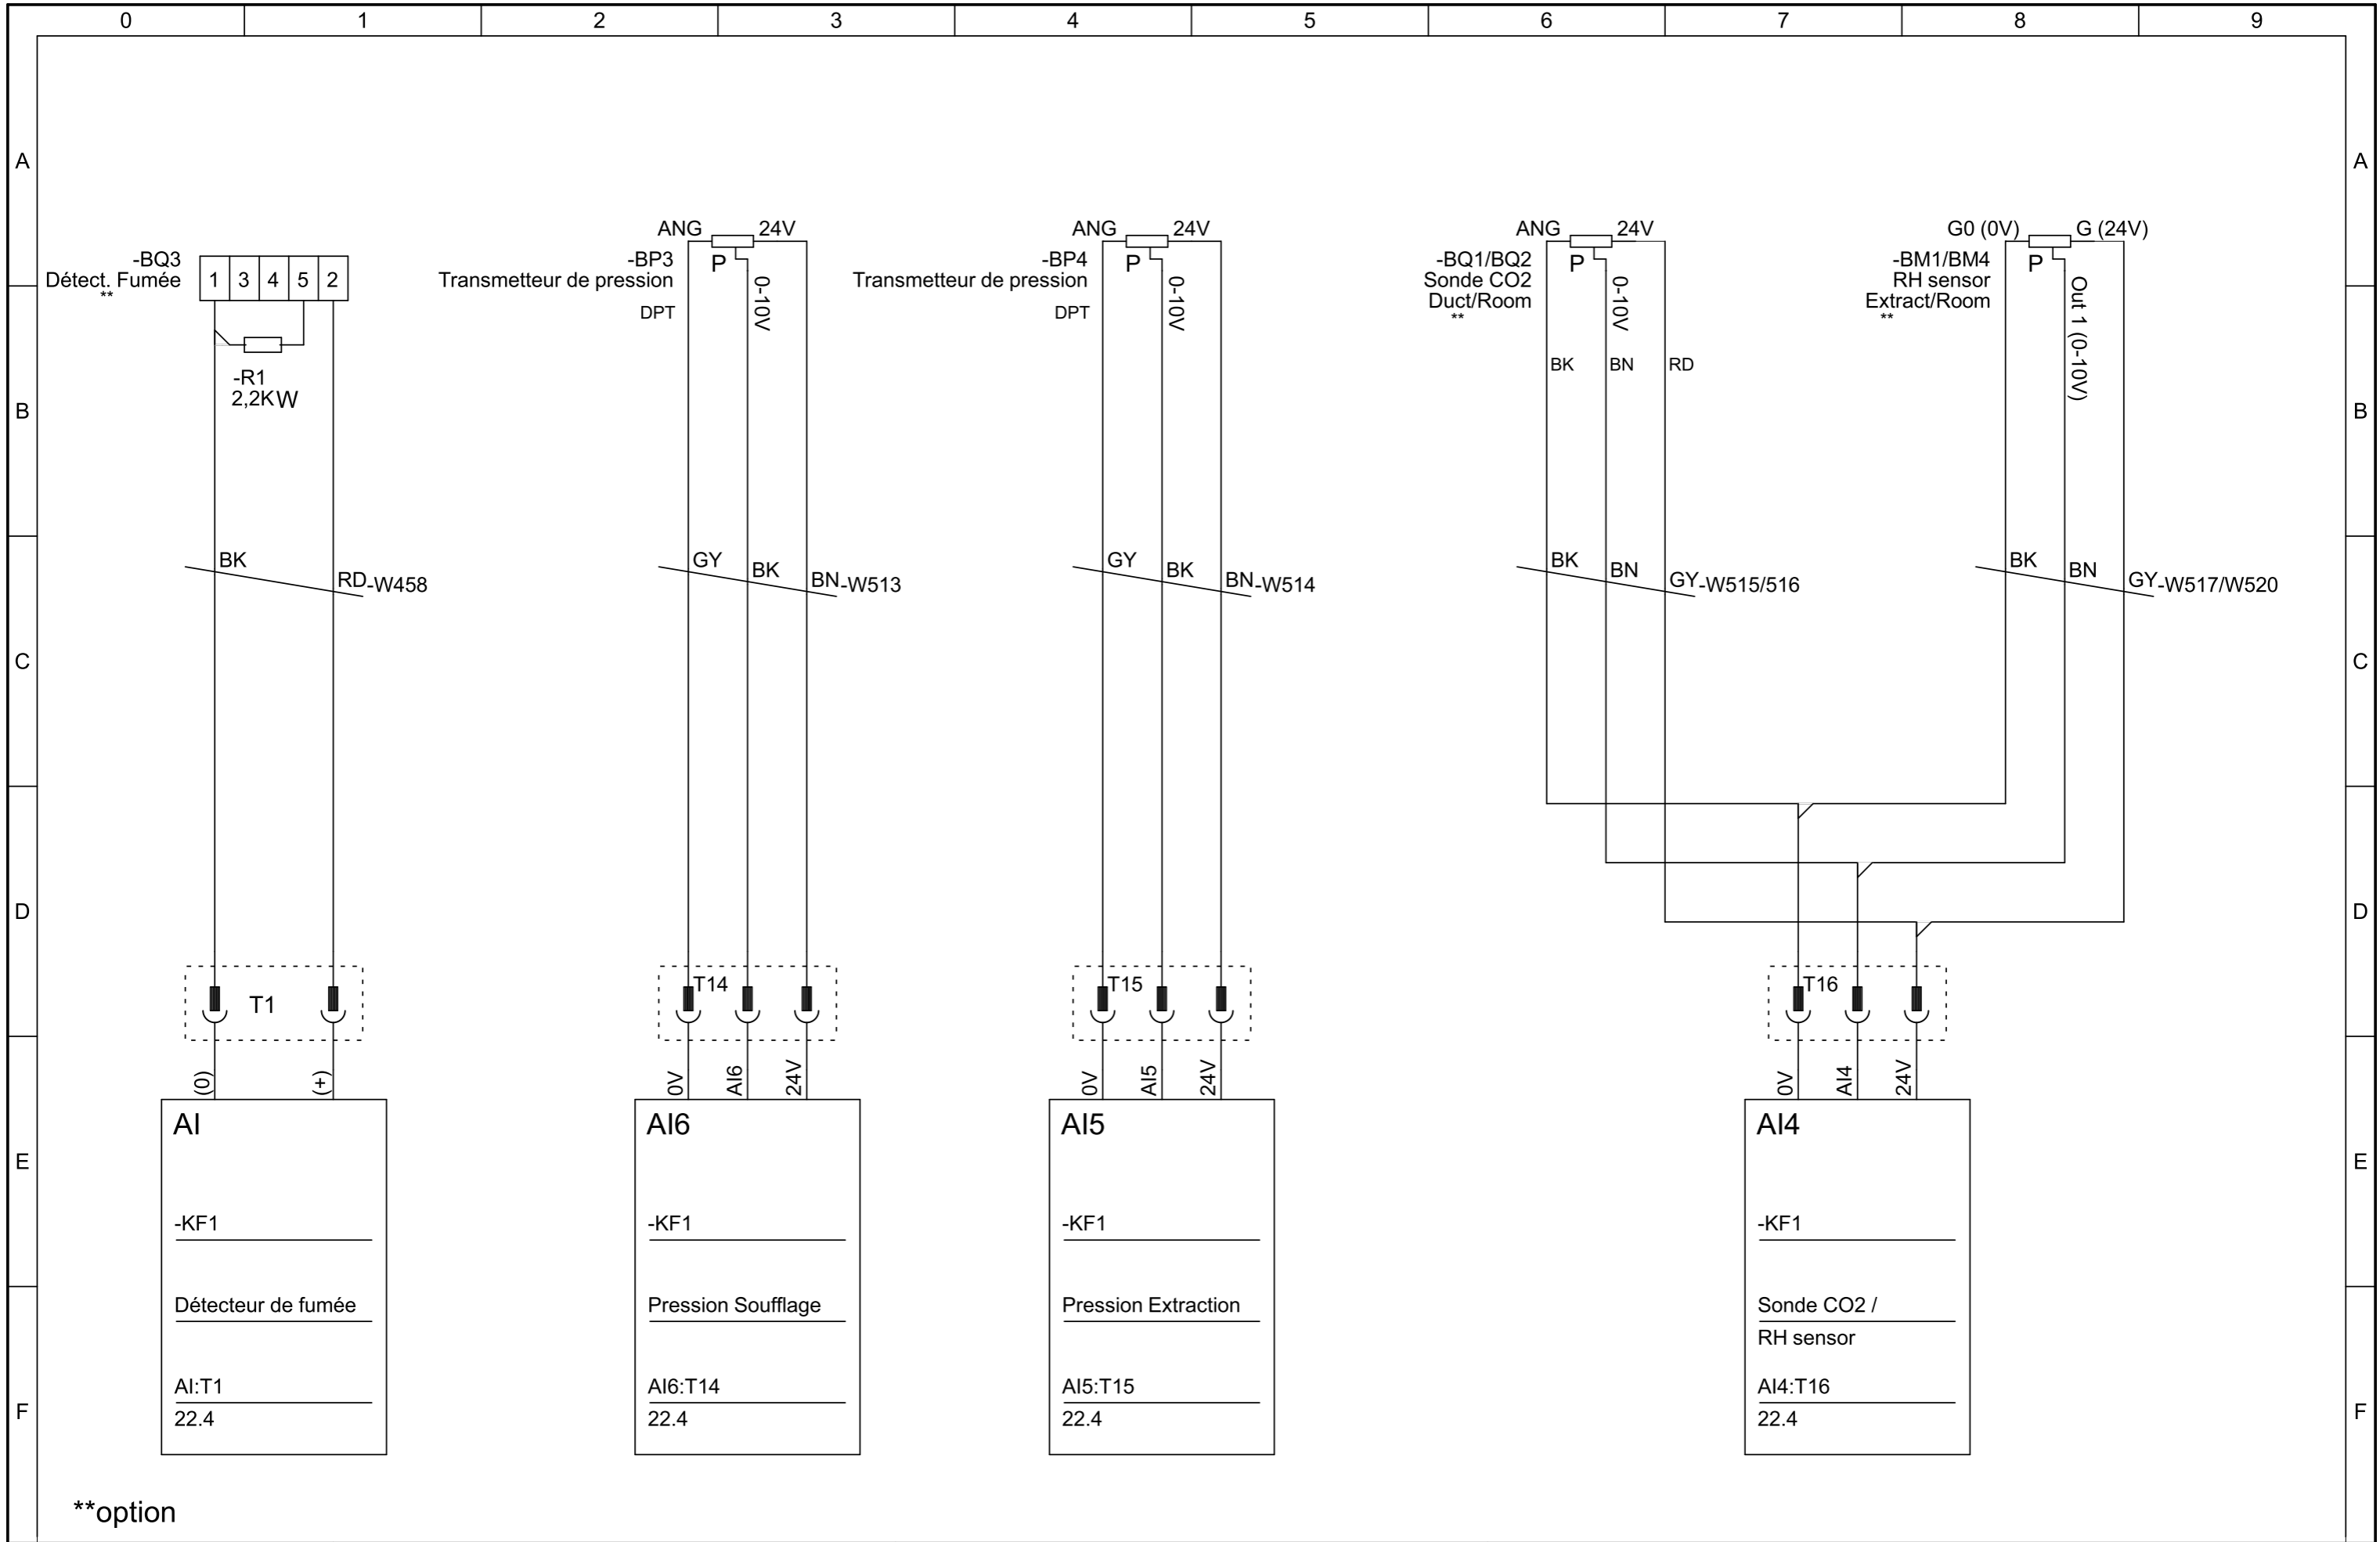 0 1 2 3 4 5 6 7 8 9
A A
B B
C C
D D
E E
F F
-BQ3
Détect. Fumée
**
1 3 4 5 2
-R1
2,2KW
BK
RD
-W458
T1
(0)
(+)
AI
-KF1
Détecteur de fumée
AI:T1
22.4
ANG 24V
-BP3
Transmetteur de pression
DPT
P
0-10V
GY
BK
BN
-W513
T14
0V
AI6
24V
AI6
-KF1
Pression Soufflage
AI6:T14
22.4
ANG 24V
-BP4
Transmetteur de pression
DPT
P
0-10V
GY
BK
BN
-W514
T15
0V
AI5
24V
AI5
-KF1
Pression Extraction
AI5:T15
22.4
ANG 24V
-BQ1/BQ2
Sonde CO2
Duct/Room
**
P
0-10V
BK
BN
RD
BK
BN
GY
-W515/516
G0 (0V) G (24V)
-BM1/BM4
RH sensor
Extract/Room
**
P
Out 1 (0-10V)
BK
BN
GY
-W517/W520
T16
0V
AI4
24V
AI4
-KF1
Sonde CO2 /
RH sensor
AI4:T16
22.4
**option